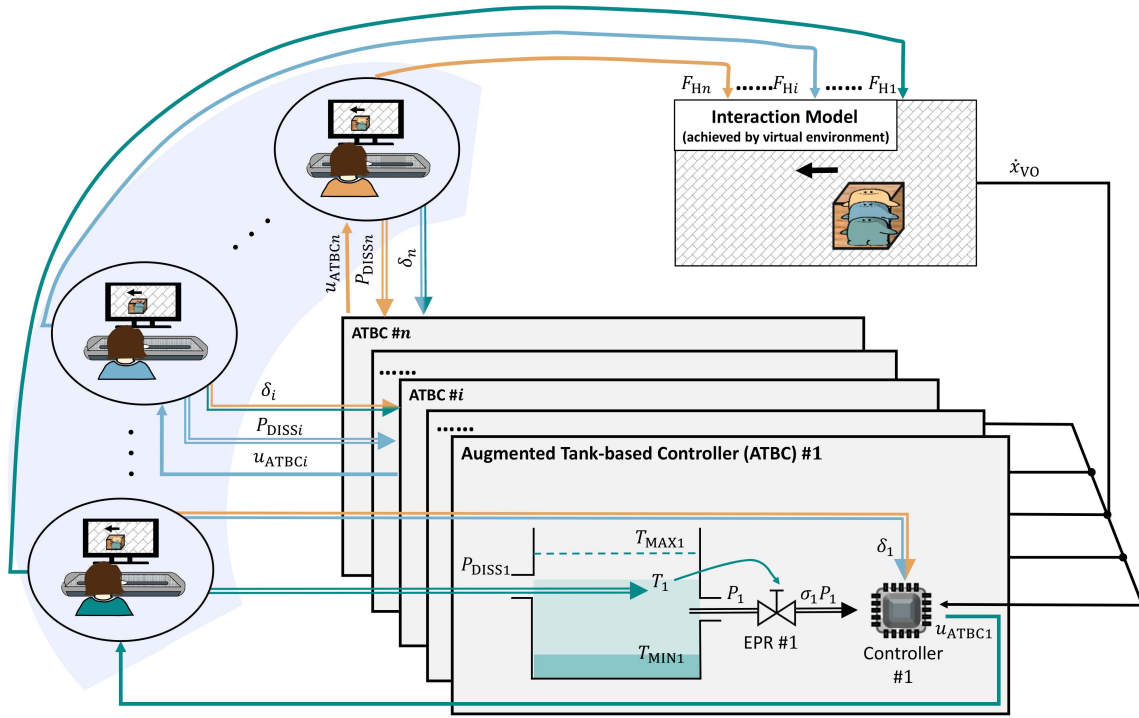 F_Hn ......F_Hi ...... F_H1
Interaction Model
(achieved by virtual environment)
ẋ_VO
u_ATBCn
P_DISSn
δ_n
ATBC #n
......
δ_i
ATBC #i
P_DISSi
......
u_ATBCi
Augmented Tank-based Controller (ATBC) #1
T_MAX1
δ_1
P_DISS1
T_1
P_1
σ_1P_1
EPR #1
u_ATBC1
T_MIN1
Controller
#1